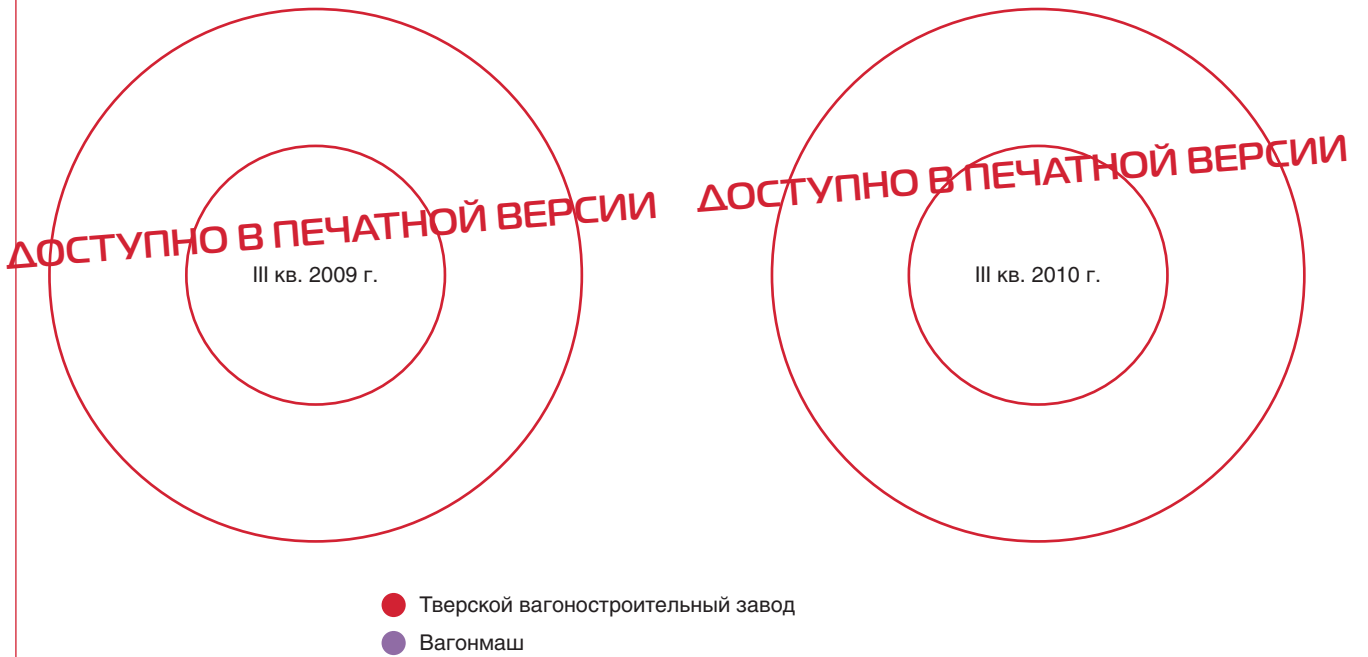 ДОСТУПНО В ПЕЧАТНОЙ ВЕРСИИ
ДОСТУПНО В ПЕЧАТНОЙ ВЕРСИИ
III кв. 2009 г.
III кв. 2010 г.
Тверской вагоностроительный завод
Вагонмаш